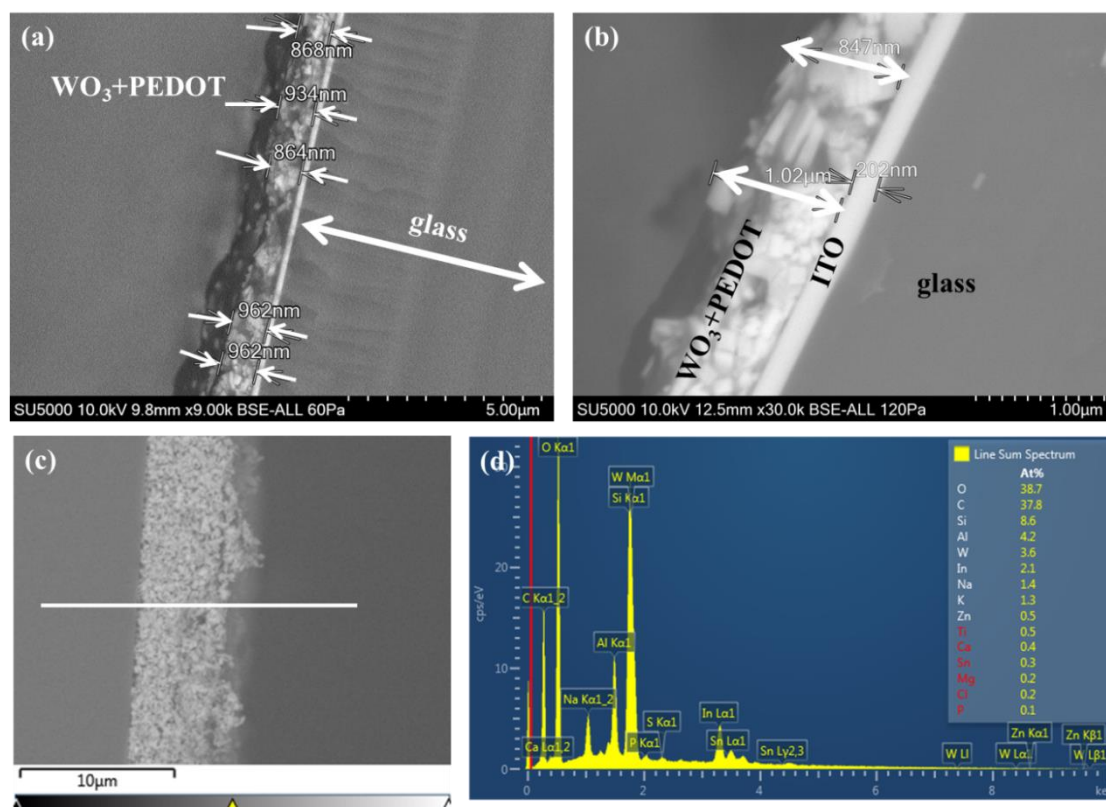 (a)
868nm
WO₃+PEDOT
934nm
864nm
glass
962nm
962nm
SU5000 10.0kV 9.8mm x9.00k BSE-ALL 60Pa
5.00µm
(b)
847nm
1.02µm
202nm
WO₃+PEDOT
ITO
glass
SU5000 10.0kV 12.5mm x30.0k BSE-ALL 120Pa
1.00µm
(c)
10µm
(d)
O Kα1
W Mα1
Si Kα1
C Kα1_2
Al Kα1
Na Kα1_2
S Kα1
In Lα1
Ca Lα1,2
P Kα1
Sn Lα1
Sn Lγ2,3
Zn Kα1
Zn Kβ1
W Ll
W Lα1
W Lβ1
cps/eV
20
10
0
0 2 4 6 8
ke
Line Sum Spectrum
At%
O 38.7
C 37.8
Si 8.6
Al 4.2
W 3.6
In 2.1
Na 1.4
K 1.3
Zn 0.5
Ti 0.5
Ca 0.4
Sn 0.3
Mg 0.2
Cl 0.2
P 0.1